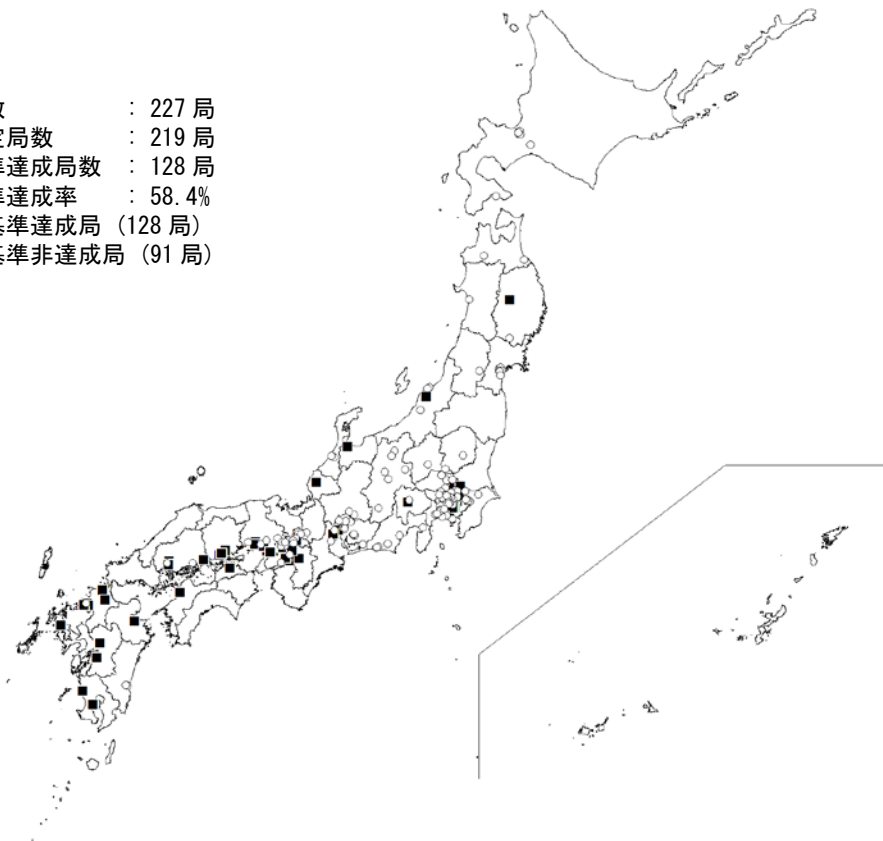 数 : 227 局
定局数 : 219 局
準達成局数 : 128 局
準達成率 : 58.4%
基準達成局 (128 局)
基準非達成局 (91 局)